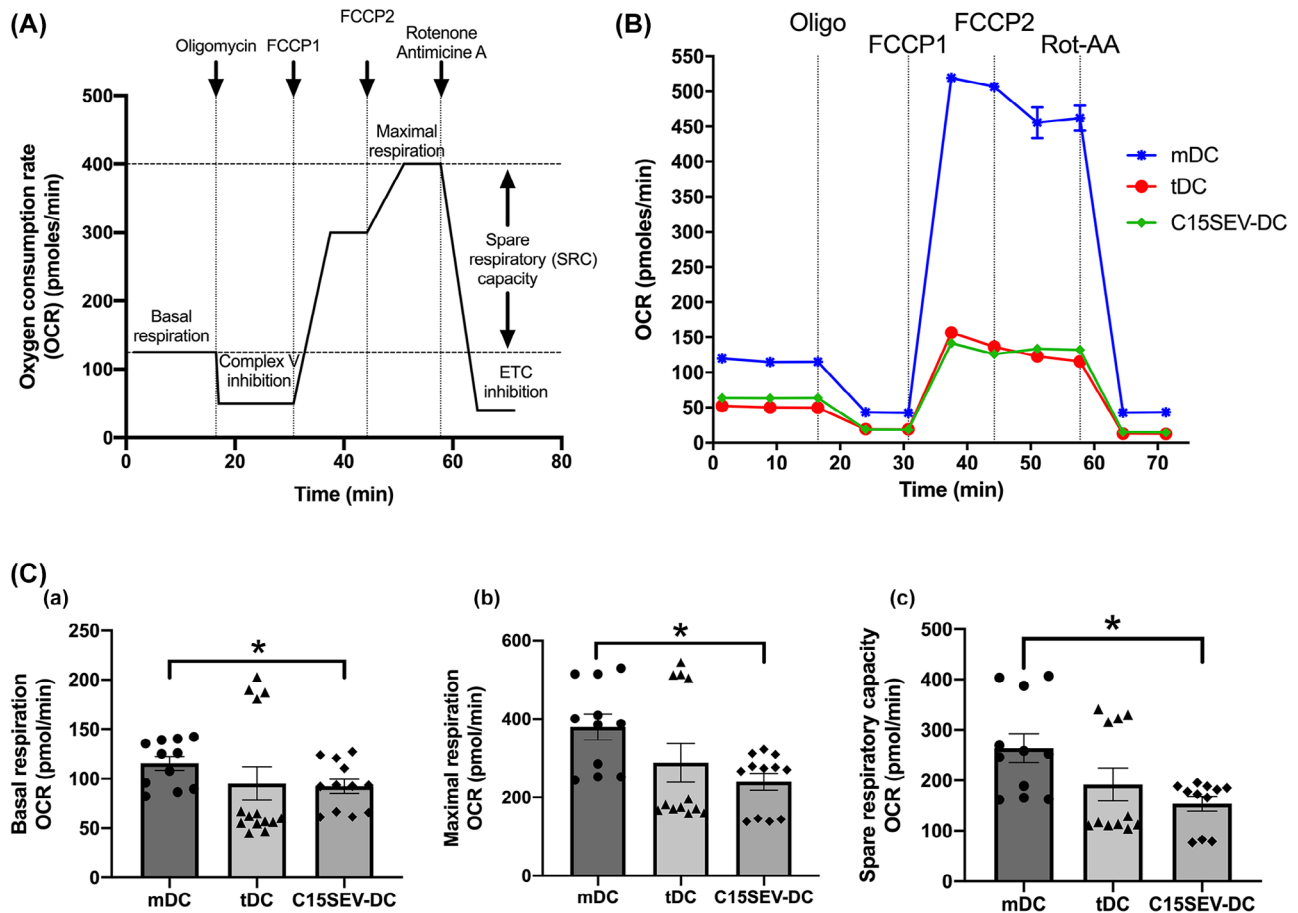 (A)
Oligomycin
FCCP1
FCCP2
Rotenone
Antimicine A
Oxygen consumption rate
(OCR) (pmoles/min)
500
400
300
200
100
0
Maximal
respiration
Spare
respiratory (SRC)
capacity
Basal
respiration
Complex V
inhibition
ETC
inhibition
0
20
40
60
80
Time (min)
(B)
Oligo
FCCP1
FCCP2
Rot-AA
OCR (pmoles/min)
550
500
450
400
350
300
250
200
150
100
50
0
0
10
20
30
40
50
60
70
Time (min)
mDC
tDC
C15SEV-DC
(C)
(a)
Basal respiration
OCR (pmol/min)
250
200
150
100
50
0
*
mDC
tDC
C15SEV-DC
(b)
Maximal respiration
OCR (pmol/min)
600
400
200
0
*
mDC
tDC
C15SEV-DC
(c)
Spare respiratory capacity
OCR (pmol/min)
500
400
300
200
100
0
*
mDC
tDC
C15SEV-DC